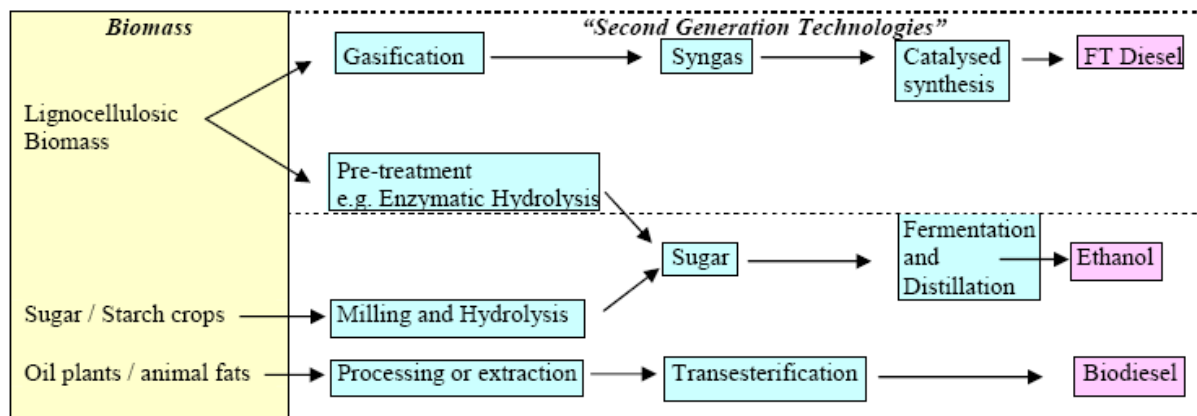 Biomass
“Second Generation Technologies”
Gasification
Syngas
Catalysed
synthesis
FT Diesel
Lignocellulosic
Biomass
Pre-treatment
e.g. Enzymatic Hydrolysis
Sugar
Fermentation
and
Distillation
Ethanol
Sugar / Starch crops
Milling and Hydrolysis
Oil plants / animal fats
Processing or extraction
Transesterification
Biodiesel